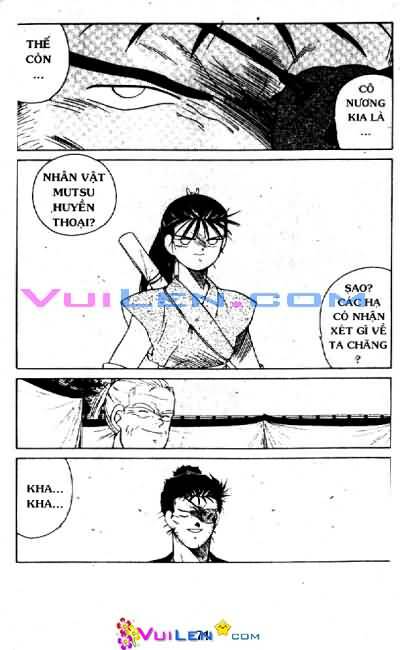 THẾ
CÒN
...
CÔ
NƯƠNG
KIA LÀ
...
NHÂN VẬT
MUTSU
HUYỀN
THOẠI?
SAO?
CÁC HẠ
CÓ NHẬN
XÉT GÌ VỀ
TA CHĂNG
?
VUILEN.COM
KHA...
KHA...
71
VUILEN